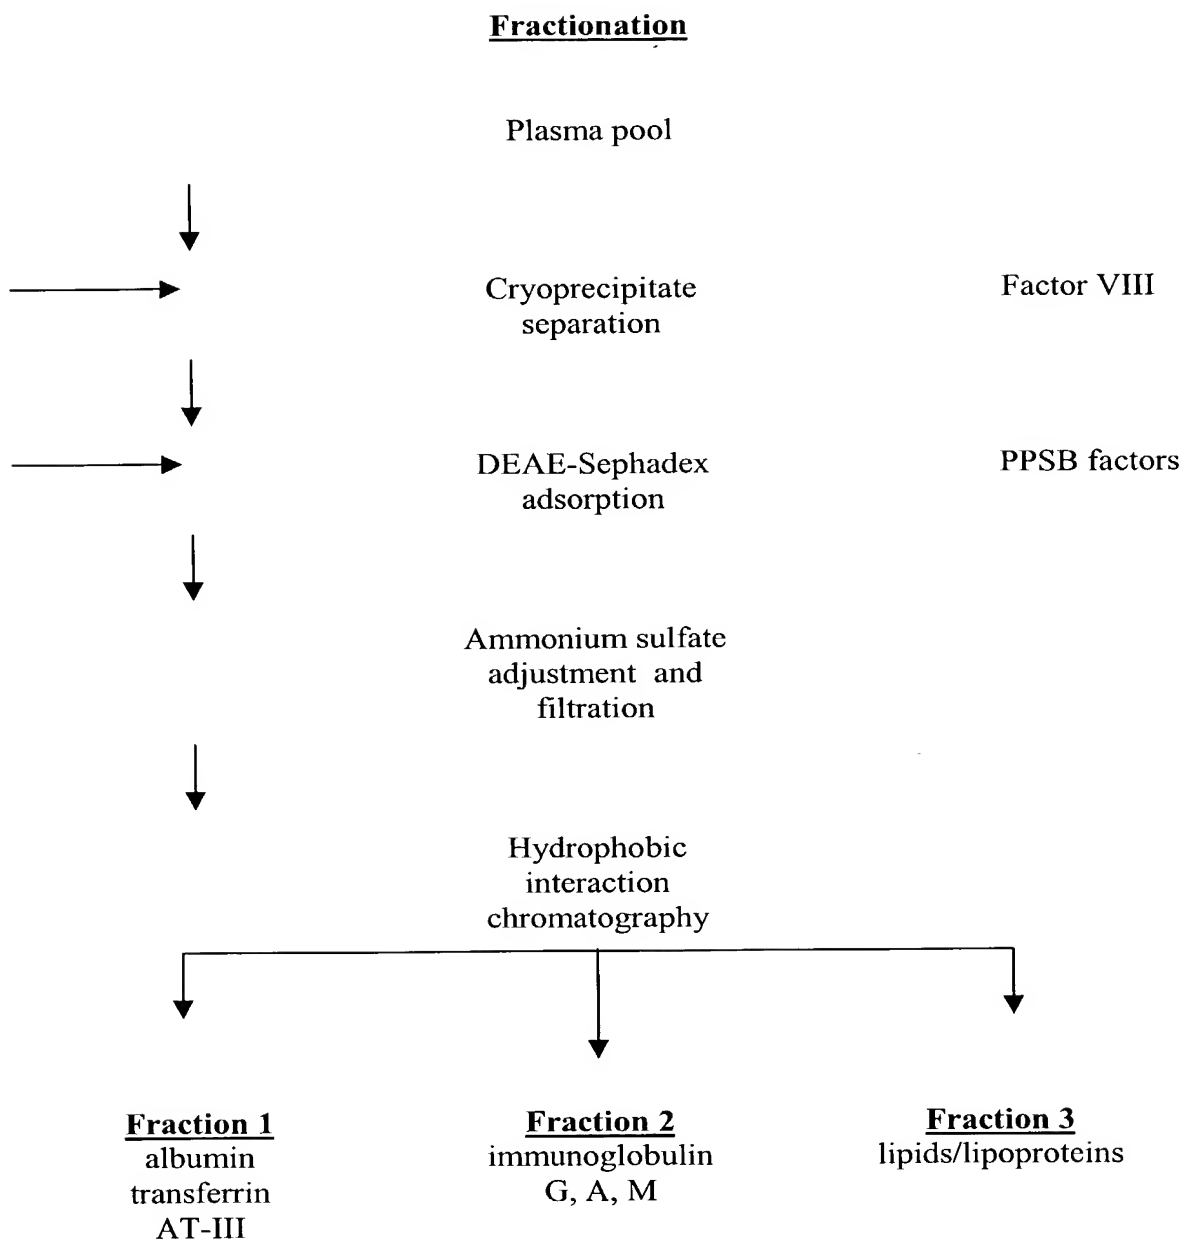 Fractionation
Plasma pool
Cryoprecipitate
separation
Factor VIII
DEAE-Sephadex
adsorption
PPSB factors
Ammonium sulfate
adjustment and
filtration
Hydrophobic
interaction
chromatography
Fraction 1
albumin
transferrin
AT-III
Fraction 2
immunoglobulin
G, A, M
Fraction 3
lipids/lipoproteins